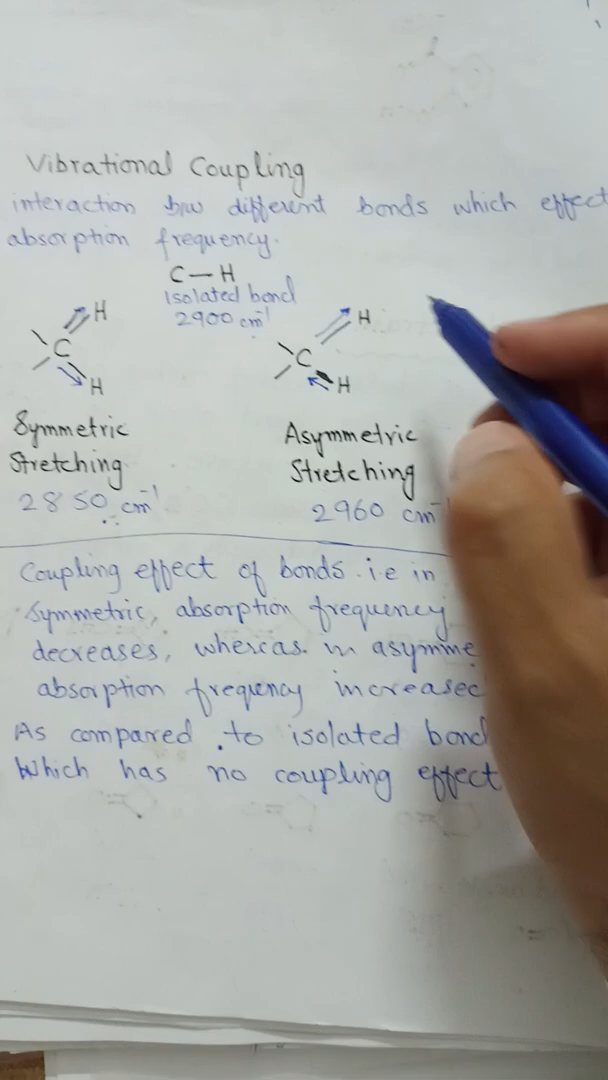 Vibrational Coupling
interaction b/w different bonds which effect
absorption frequency.
C—H
isolated bond
2900 cm⁻¹
H
C
H
H
C
H
Symmetric
Stretching
2850 cm⁻¹
Asymmetric
Stretching
2960 cm⁻
Coupling effect of bonds i.e in
symmetric, absorption frequency
decreases, whereas in asymme
absorption frequency increased
As compared to isolated bond
Which has no coupling effect